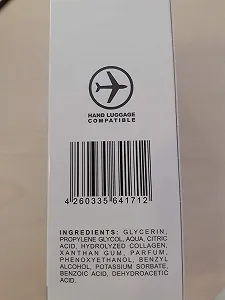 HAND LUGGAGE
COMPATIBLE
4 260335 641712
INGREDIENTS: GLYCERIN,
PROPYLENE GLYCOL, AQUA, CITRIC
ACID, HYDROLYZED COLLAGEN,
XANTHAN GUM, PARFUM,
PHENOXYETHANOL, BENZYL
ALCOHOL, POTASSIUM SORBATE,
BENZOIC ACID, DEHYDROACETIC
ACID.